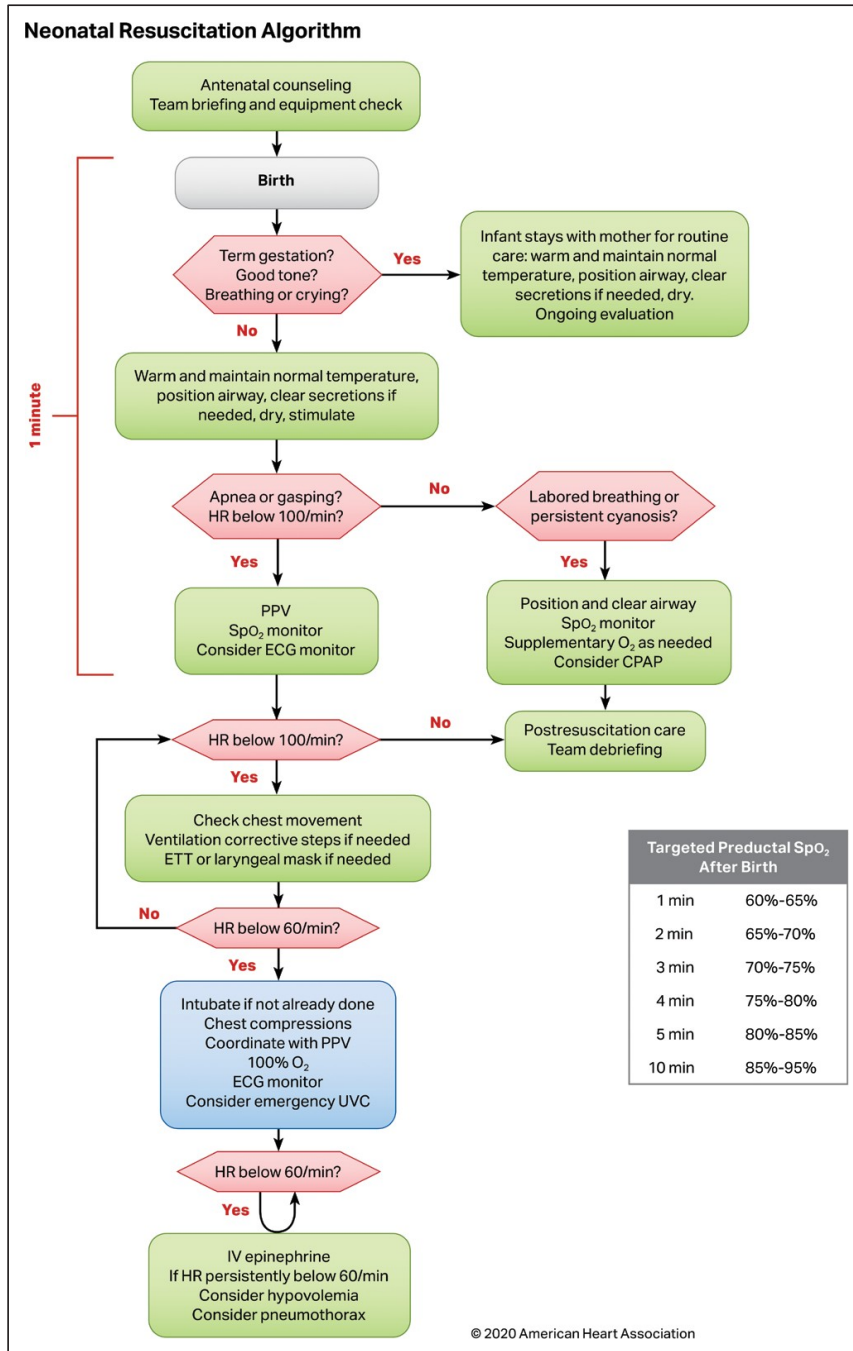 Neonatal Resuscitation Algorithm
Antenatal counseling
Team briefing and equipment check
1 minute
Birth
Term gestation?
Good tone?
Breathing or crying?
Yes
Infant stays with mother for routine
care: warm and maintain normal
temperature, position airway, clear
secretions if needed, dry.
Ongoing evaluation
No
Warm and maintain normal temperature,
position airway, clear secretions if
needed, dry, stimulate
Apnea or gasping?
HR below 100/min?
No
Labored breathing or
persistent cyanosis?
Yes
Yes
PPV
SpO₂ monitor
Consider ECG monitor
Position and clear airway
SpO₂ monitor
Supplementary O₂ as needed
Consider CPAP
HR below 100/min?
No
Postresuscitation care
Team debriefing
Yes
Check chest movement
Ventilation corrective steps if needed
ETT or laryngeal mask if needed
No
HR below 60/min?
Yes
Intubate if not already done
Chest compressions
Coordinate with PPV
100% O₂
ECG monitor
Consider emergency UVC
HR below 60/min?
Yes
IV epinephrine
If HR persistently below 60/min
Consider hypovolemia
Consider pneumothorax
Targeted Preductal SpO₂
After Birth
1 min 60%-65%
2 min 65%-70%
3 min 70%-75%
4 min 75%-80%
5 min 80%-85%
10 min 85%-95%
© 2020 American Heart Association